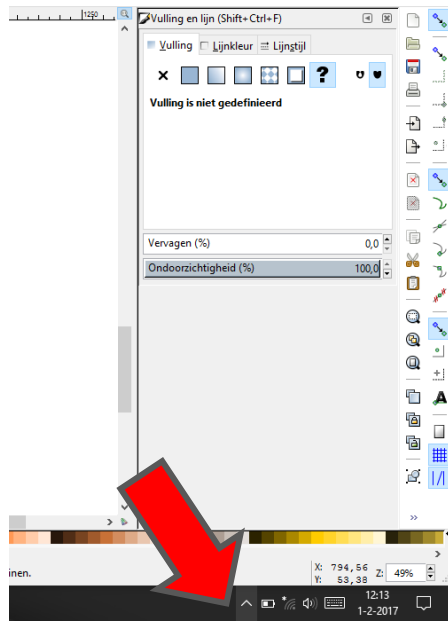 1250
Vulling en lijn (Shift+Ctrl+F)
Vulling Lijnkleur Lijnstijl
?
Vulling is niet gedefinieerd
Vervagen (%) 0,0
Ondoorzichtigheid (%) 100,0
A
inen.
X: 794,56 Z: 49%
Y: 53,38
12:13
1-2-2017